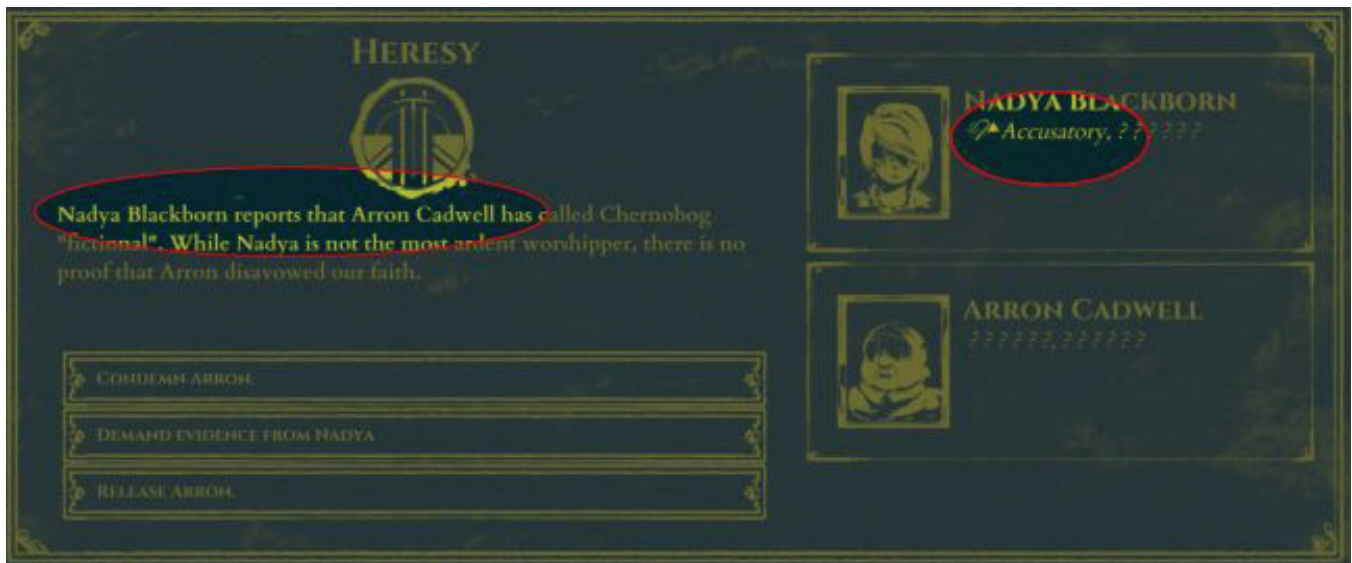 HERESY
Nadya Blackborn reports that Arron Cadwell has called Chernobog
"fictional". While Nadya is not the most ardent worshipper, there is no
proof that Arron disavowed our faith.
CONDEMN ARRON.
DEMAND EVIDENCE FROM NADYA
RELEASE ARRON.
NADYA BLACKBORN
Accusatory, ??????
ARRON CADWELL
??????, ??????